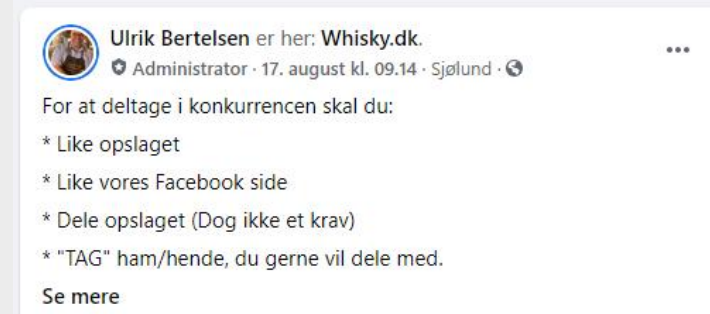 Ulrik Bertelsen er her: Whisky.dk.
Administrator · 17. august kl. 09.14 · Sjølund ·
For at deltage i konkurrencen skal du:
* Like opslaget
* Like vores Facebook side
* Dele opslaget (Dog ikke et krav)
* "TAG" ham/hende, du gerne vil dele med.
Se mere